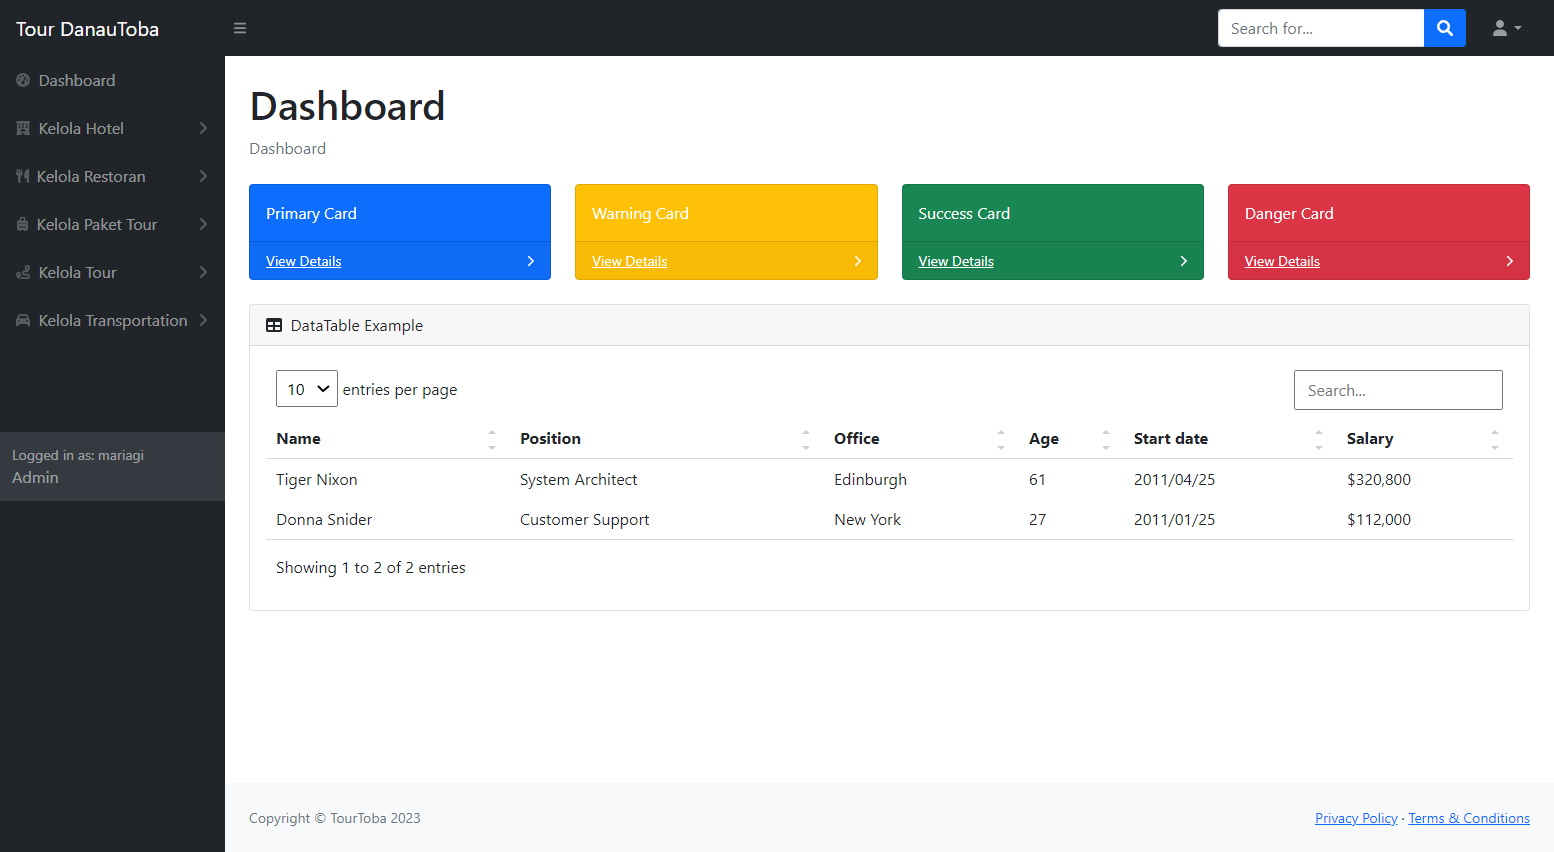 Tour DanauToba
Search for...
Dashboard
Kelola Hotel
Kelola Restoran
Kelola Paket Tour
Kelola Tour
Kelola Transportation
Logged in as: mariagi
Admin
Dashboard
Dashboard
Primary Card
View Details
Warning Card
View Details
Success Card
View Details
Danger Card
View Details
DataTable Example
10 entries per page
Search...
Name Position Office Age Start date Salary
Tiger Nixon System Architect Edinburgh 61 2011/04/25 $320,800
Donna Snider Customer Support New York 27 2011/01/25 $112,000
Showing 1 to 2 of 2 entries
Copyright © TourToba 2023
Privacy Policy · Terms & Conditions